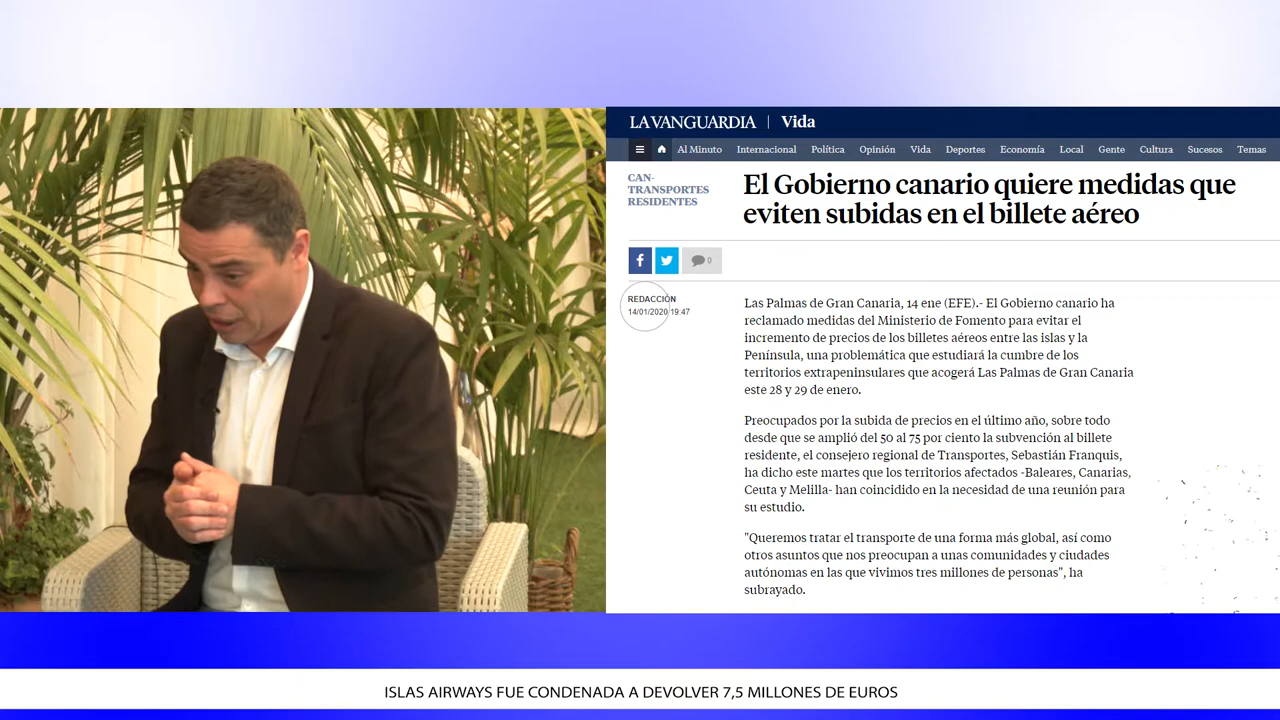 LA VANGUARDIA | Vida
Al Minuto Internacional Política Opinión Vida Deportes Economía Local Gente Cultura Sucesos Temas
CAN-
TRANSPORTES
RESIDENTES
El Gobierno canario quiere medidas que
eviten subidas en el billete aéreo
0
REDACCIÓN
14/01/2020 19:47
Las Palmas de Gran Canaria, 14 ene (EFE).- El Gobierno canario ha
reclamado medidas del Ministerio de Fomento para evitar el
incremento de precios de los billetes aéreos entre las islas y la
Península, una problemática que estudiará la cumbre de los
territorios extrapeninsulares que acogerá Las Palmas de Gran Canaria
este 28 y 29 de enero.
Preocupados por la subida de precios en el último año, sobre todo
desde que se amplió del 50 al 75 por ciento la subvención al billete
residente, el consejero regional de Transportes, Sebastián Franquis,
ha dicho este martes que los territorios afectados -Baleares, Canarias,
Ceuta y Melilla- han coincidido en la necesidad de una reunión para
su estudio.
"Queremos tratar el transporte de una forma más global, así como
otros asuntos que nos preocupan a unas comunidades y ciudades
autónomas en las que vivimos tres millones de personas", ha
subrayado.
ISLAS AIRWAYS FUE CONDENADA A DEVOLVER 7,5 MILLONES DE EUROS